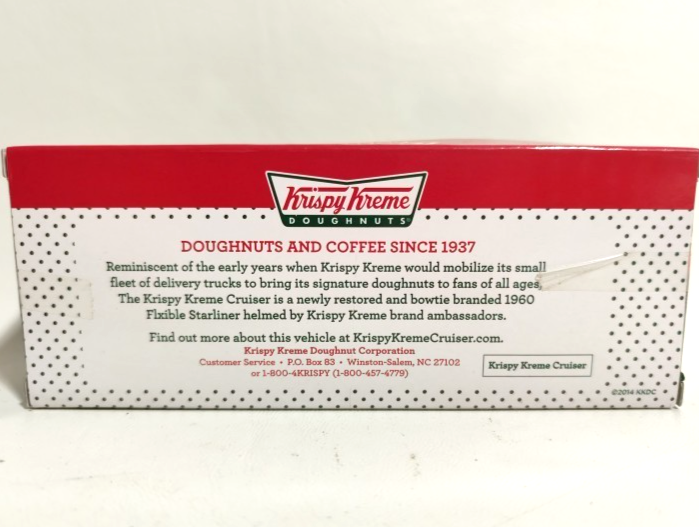 Krispy Kreme
DOUGHNUTS
DOUGHNUTS AND COFFEE SINCE 1937
Reminiscent of the early years when Krispy Kreme would mobilize its small
fleet of delivery trucks to bring its signature doughnuts to fans of all ages,
The Krispy Kreme Cruiser is a newly restored and bowtie branded 1960
Flxible Starliner helmed by Krispy Kreme brand ambassadors.
Find out more about this vehicle at KrispyKremeCruiser.com.
Krispy Kreme Doughnut Corporation
Customer Service • P.O. Box 83 • Winston-Salem, NC 27102
or 1-800-4KRISPY (1-800-457-4779)
Krispy Kreme Cruiser
©2014 KKDC